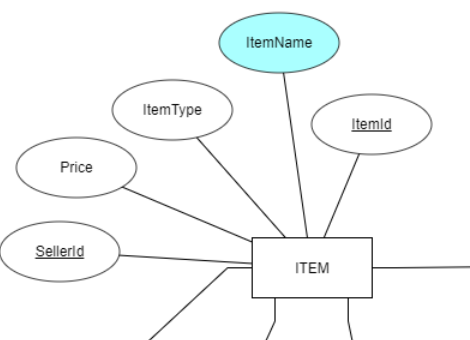 ItemName
ItemType
ItemId
Price
SellerId
ITEM